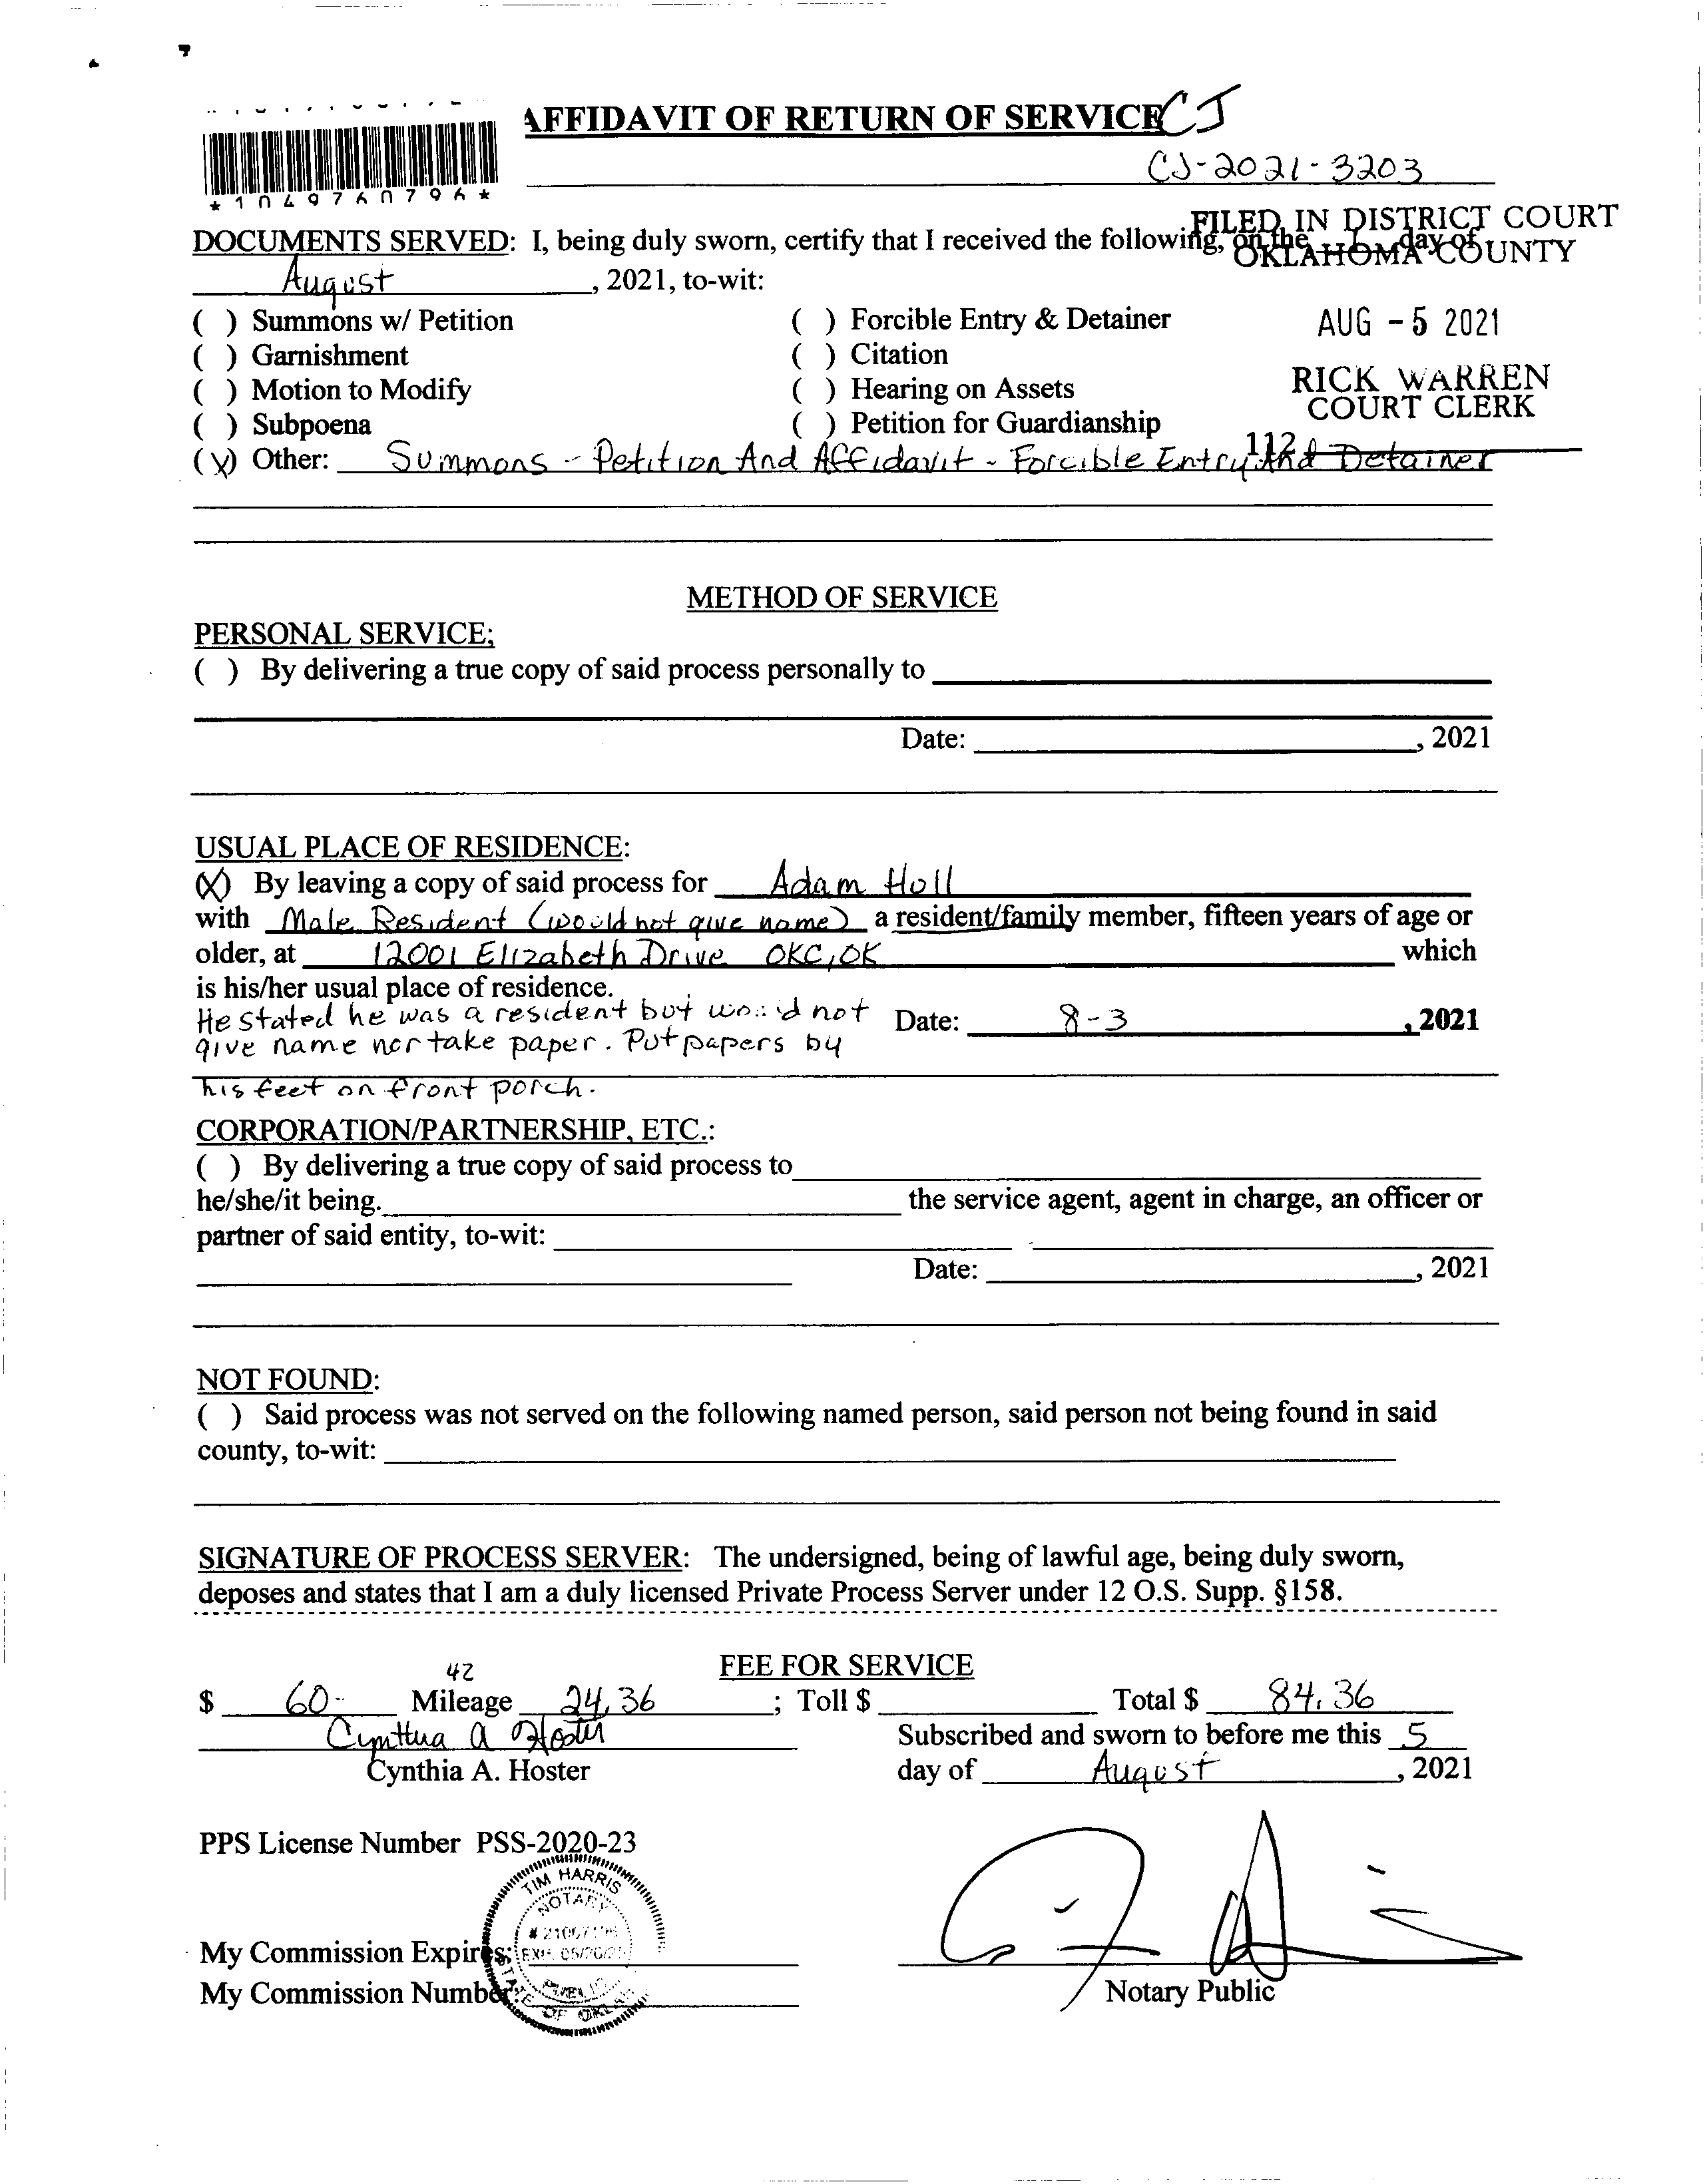 AFFIDAVIT OF RETURN OF SERVICE CJ
CJ-2021-3203
*1049760796*
FILED IN DISTRICT COURT
OKLAHOMA COUNTY
DOCUMENTS SERVED: I, being duly sworn, certify that I received the following, on the day of
August, 2021, to-wit:
( ) Summons w/ Petition ( ) Forcible Entry & Detainer
AUG -5 2021
( ) Garnishment ( ) Citation
( ) Motion to Modify ( ) Hearing on Assets
RICK WARREN
COURT CLERK
( ) Subpoena ( ) Petition for Guardianship
112
(X) Other: Summons - Petition And Affidavit - Forcible Entry And Detainer
METHOD OF SERVICE
PERSONAL SERVICE;
( ) By delivering a true copy of said process personally to
Date: , 2021
USUAL PLACE OF RESIDENCE:
(X) By leaving a copy of said process for Adam Holl
with Male Resident (would not give name) a resident/family member, fifteen years of age or
older, at 12001 Elizabeth Drive OKC, OK which
is his/her usual place of residence.
He stated he was a resident but would not Date: 8-3, 2021
give name nor take paper. Put papers by
his feet on front porch.
CORPORATION/PARTNERSHIP, ETC.:
( ) By delivering a true copy of said process to
he/she/it being. the service agent, agent in charge, an officer or
partner of said entity, to-wit:
Date: , 2021
NOT FOUND:
( ) Said process was not served on the following named person, said person not being found in said
county, to-wit:
SIGNATURE OF PROCESS SERVER: The undersigned, being of lawful age, being duly sworn,
deposes and states that I am a duly licensed Private Process Server under 12 O.S. Supp. §158.
FEE FOR SERVICE
42
$ 60- Mileage 24.36 ; Toll $ Total $ 84.36
Cynthia A Hoster Subscribed and sworn to before me this 5
Cynthia A. Hoster day of August, 2021
PPS License Number PSS-2020-23
TIM HARRIS
NOTARY
My Commission Expires:
My Commission Number:
PUBLIC
STATE OF OKLA
Notary Public